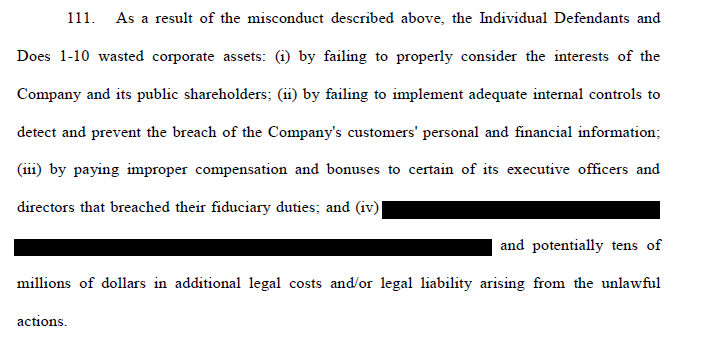 111. As a result of the misconduct described above, the Individual Defendants and
Does 1-10 wasted corporate assets: (i) by failing to properly consider the interests of the
Company and its public shareholders; (ii) by failing to implement adequate internal controls to
detect and prevent the breach of the Company's customers' personal and financial information;
(iii) by paying improper compensation and bonuses to certain of its executive officers and
directors that breached their fiduciary duties; and (iv)
and potentially tens of
millions of dollars in additional legal costs and/or legal liability arising from the unlawful
actions.